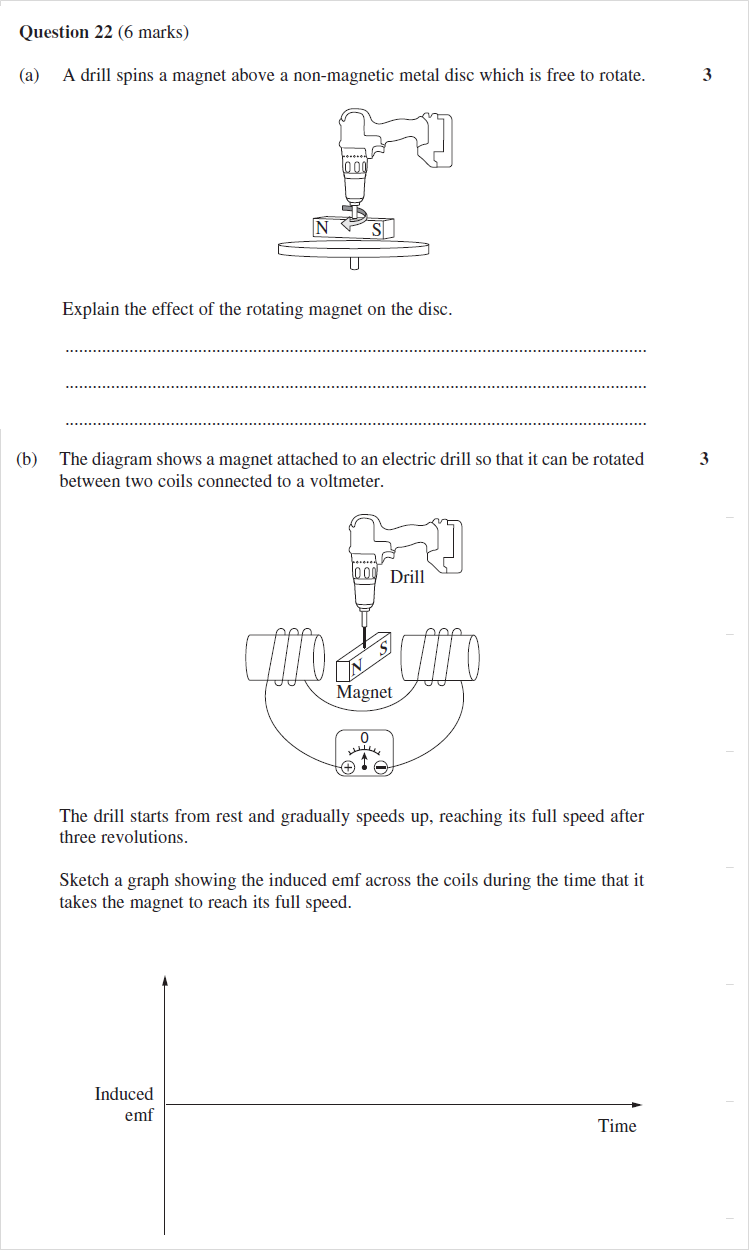 Question 22 (6 marks)
(a) A drill spins a magnet above a non-magnetic metal disc which is free to rotate. 3
N S
Explain the effect of the rotating magnet on the disc.
(b) The diagram shows a magnet attached to an electric drill so that it can be rotated 3
between two coils connected to a voltmeter.
Drill
S
N
Magnet
0
+ −
The drill starts from rest and gradually speeds up, reaching its full speed after
three revolutions.
Sketch a graph showing the induced emf across the coils during the time that it
takes the magnet to reach its full speed.
Induced
emf
Time